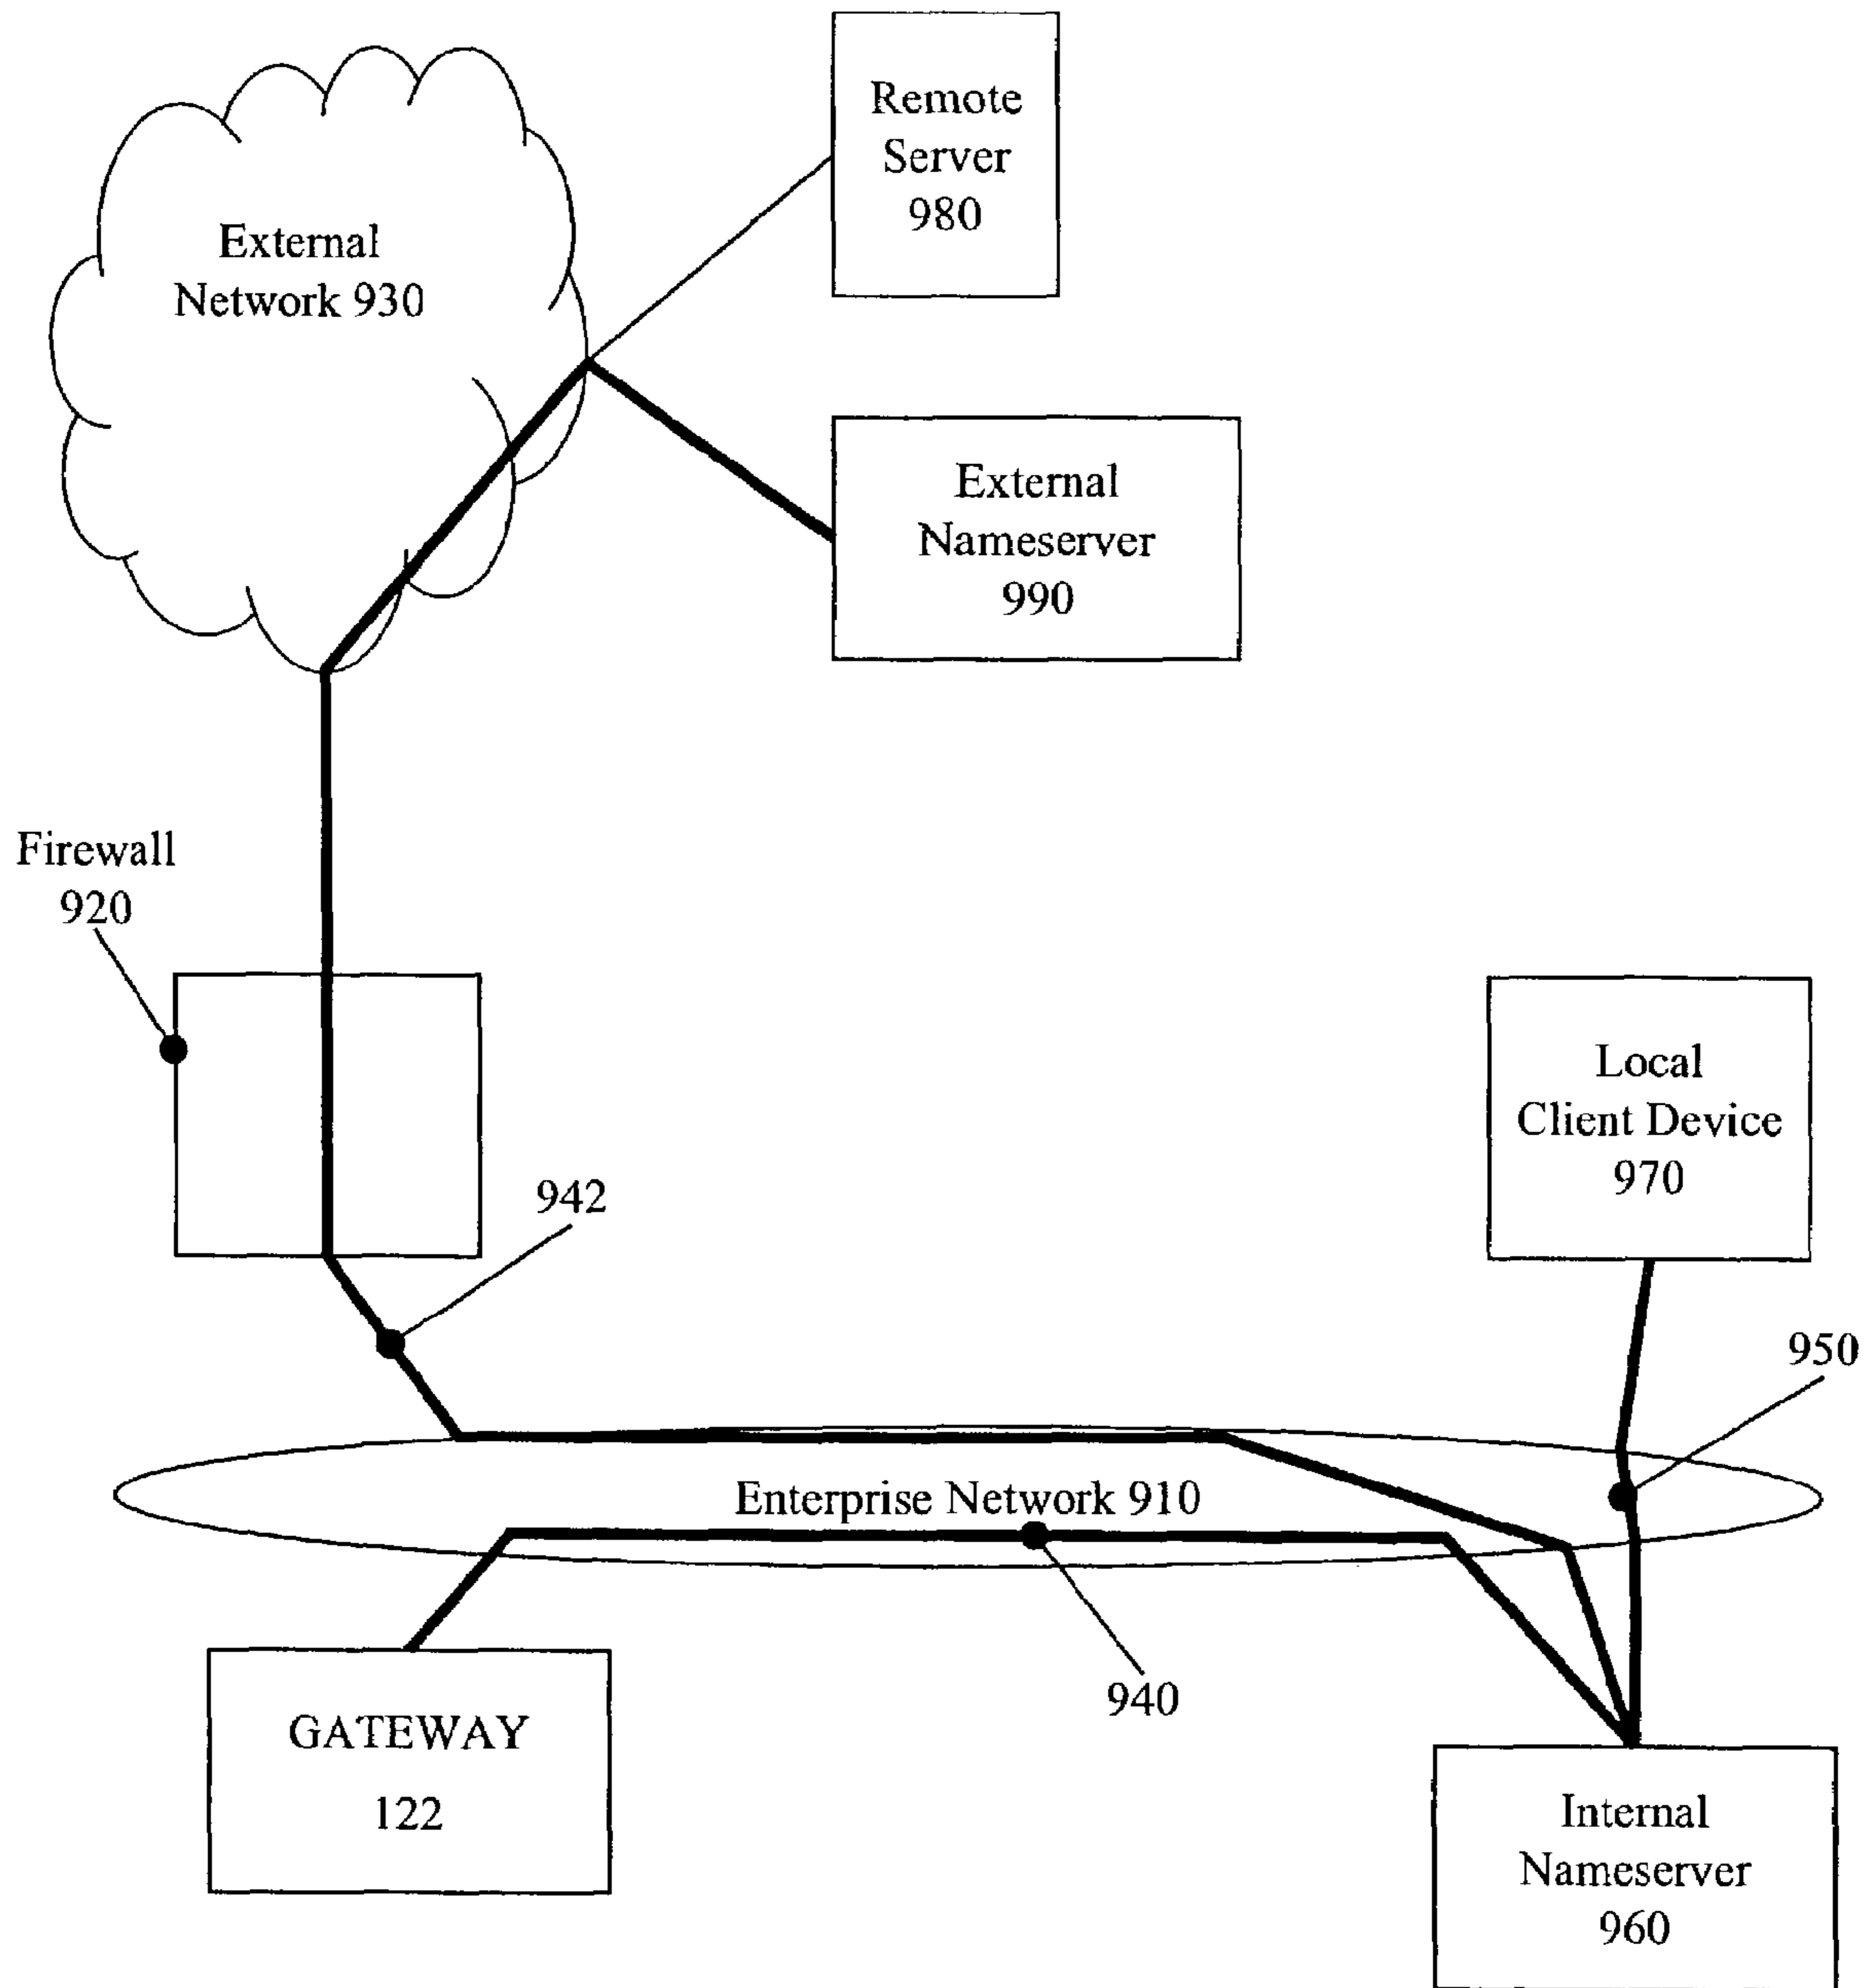 Remote
Server
980
External
Network 930
External
Nameserver
990
Firewall
920
Local
Client Device
970
942
950
Enterprise Network 910
940
GATEWAY
122
Internal
Nameserver
960